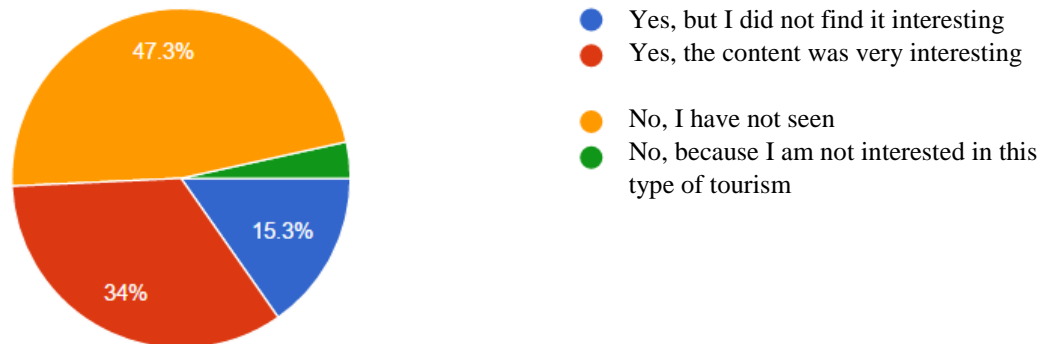 47.3%
15.3%
34%
Yes, but I did not find it interesting
Yes, the content was very interesting
No, I have not seen
No, because I am not interested in this
type of tourism